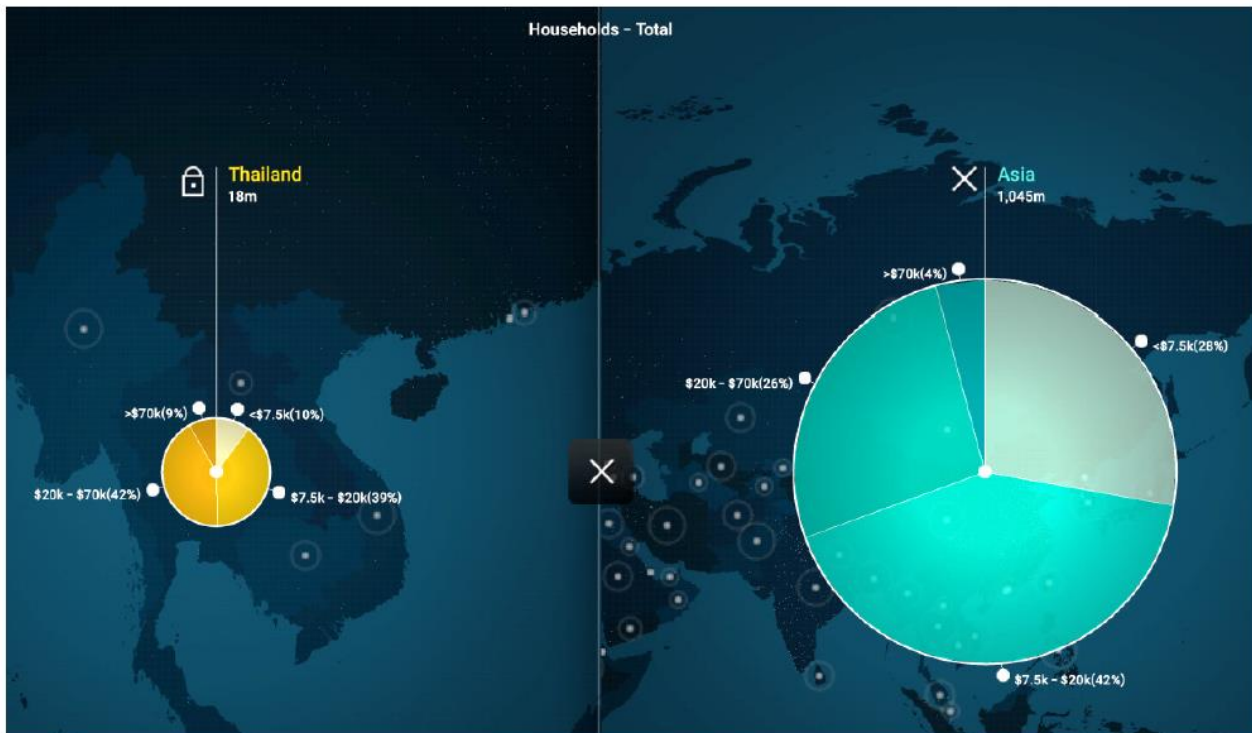 Households – Total
Thailand
18m
>$70k(9%)
<$7.5k(10%)
$20k – $70k(42%)
$7.5k – $20k(39%)
Asia
1,045m
>$70k(4%)
<$7.5k(28%)
$20k – $70k(26%)
$7.5k – $20k(42%)